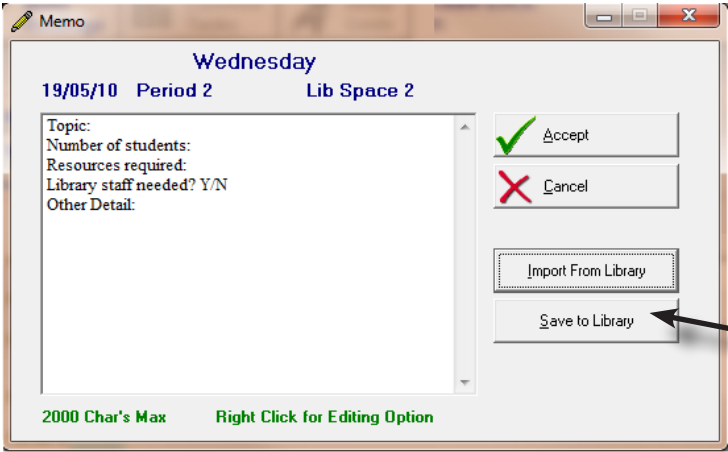 Memo
Wednesday
19/05/10 Period 2 Lib Space 2
Topic:
Number of students:
Resources required:
Library staff needed? Y/N
Other Detail:
Accept
Cancel
Import From Library
Save to Library
2000 Char's Max Right Click for Editing Option